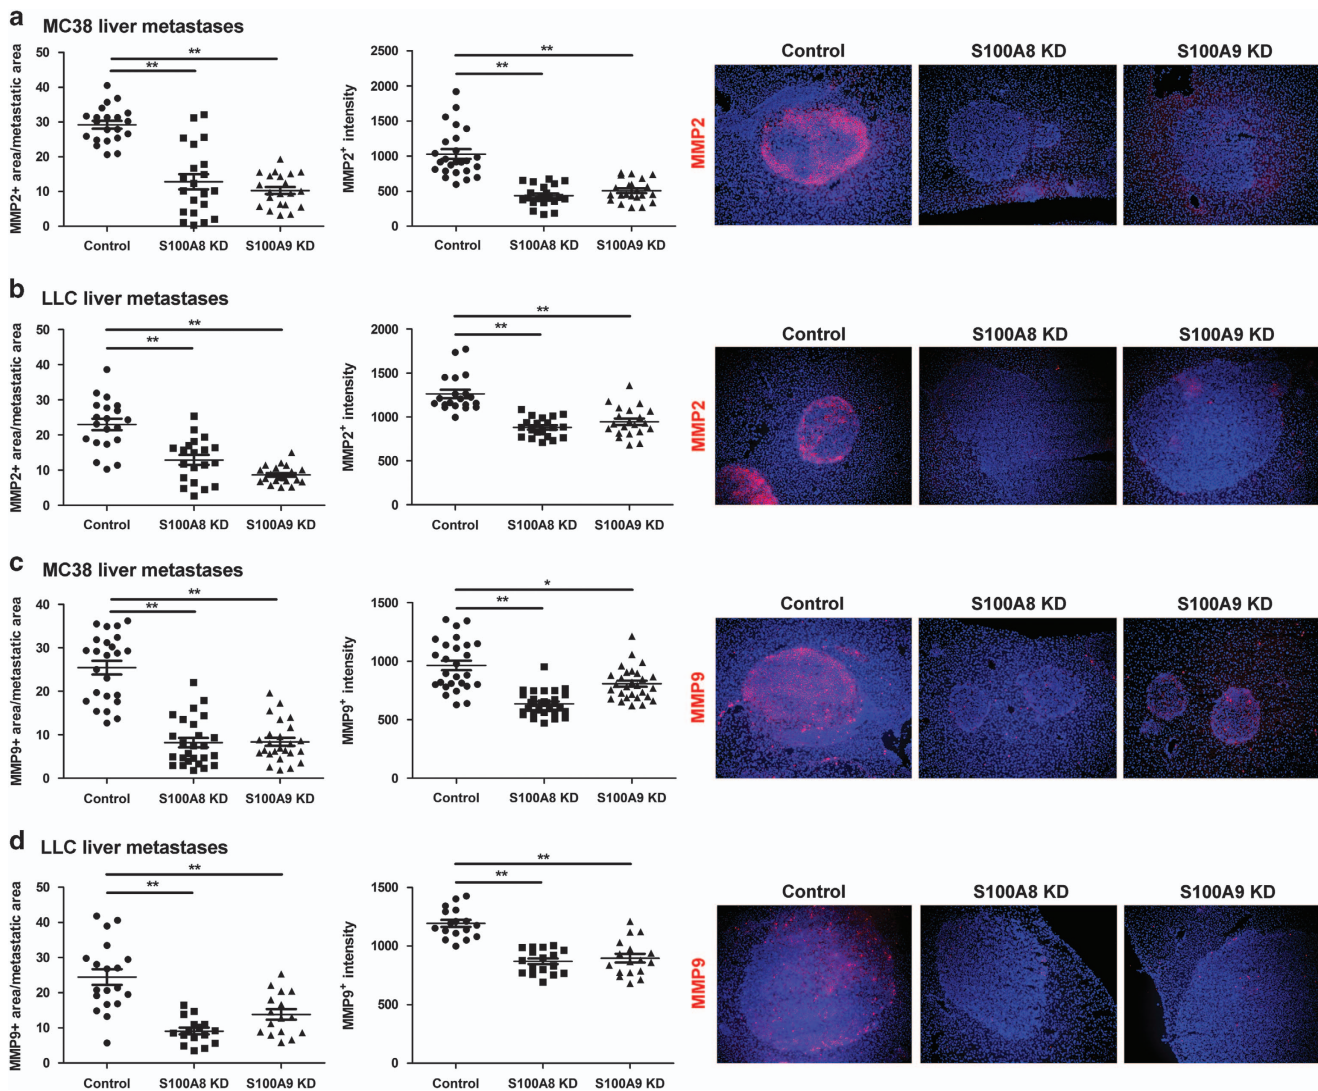 a MC38 liver metastases
MMP2+ area/metastatic area
50
40
30
20
10
0
**
**
Control S100A8 KD S100A9 KD
MMP2+ intensity
2500
2000
1500
1000
500
0
**
**
Control S100A8 KD S100A9 KD
Control S100A8 KD S100A9 KD
MMP2
b LLC liver metastases
MMP2+ area/metastatic area
50
40
30
20
10
0
**
**
Control S100A8 KD S100A9 KD
MMP2+ intensity
2000
1500
1000
500
0
**
**
Control S100A8 KD S100A9 KD
Control S100A8 KD S100A9 KD
MMP2
c MC38 liver metastases
MMP9+ area/metastatic area
40
30
20
10
0
**
**
Control S100A8 KD S100A9 KD
MMP9+ intensity
1500
1000
500
0
*
**
Control S100A8 KD S100A9 KD
Control S100A8 KD S100A9 KD
MMP9
d LLC liver metastases
MMP9+ area/metastatic area
50
40
30
20
10
0
**
**
Control S100A8 KD S100A9 KD
MMP9+ intensity
1500
1000
500
0
**
**
Control S100A8 KD S100A9 KD
Control S100A8 KD S100A9 KD
MMP9